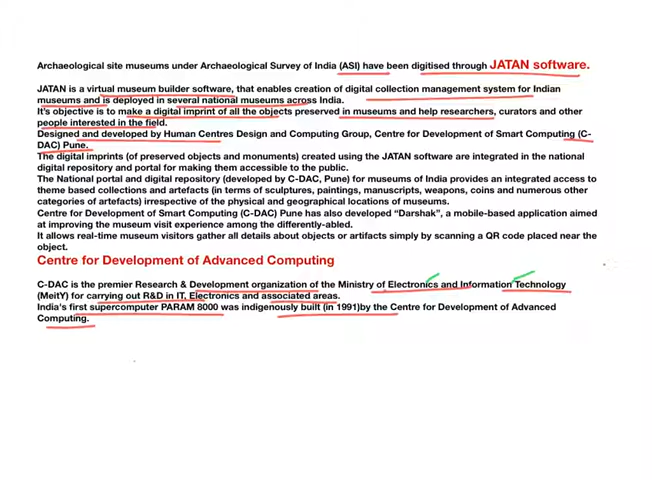 Archaeological site museums under Archaeological Survey of India (ASI) have been digitised through JATAN software.
JATAN is a virtual museum builder software, that enables creation of digital collection management system for Indian
museums and is deployed in several national museums across India.
It's objective is to make a digital imprint of all the objects preserved in museums and help researchers, curators and other
people interested in the field.
Designed and developed by Human Centres Design and Computing Group, Centre for Development of Smart Computing (C-
DAC) Pune.
The digital imprints (of preserved objects and monuments) created using the JATAN software are integrated in the national
digital repository and portal for making them accessible to the public.
The National portal and digital repository (developed by C-DAC, Pune) for museums of India provides an integrated access to
theme based collections and artefacts (in terms of sculptures, paintings, manuscripts, weapons, coins and numerous other
categories of artefacts) irrespective of the physical and geographical locations of museums.
Centre for Development of Smart Computing (C-DAC) Pune has also developed “Darshak”, a mobile-based application aimed
at improving the museum visit experience among the differently-abled.
It allows real-time museum visitors gather all details about objects or artifacts simply by scanning a QR code placed near the
object.
Centre for Development of Advanced Computing
C-DAC is the premier Research & Development organization of the Ministry of Electronics and Information Technology
(MeitY) for carrying out R&D in IT, Electronics and associated areas.
India's first supercomputer PARAM 8000 was indigenously built (in 1991)by the Centre for Development of Advanced
Computing.